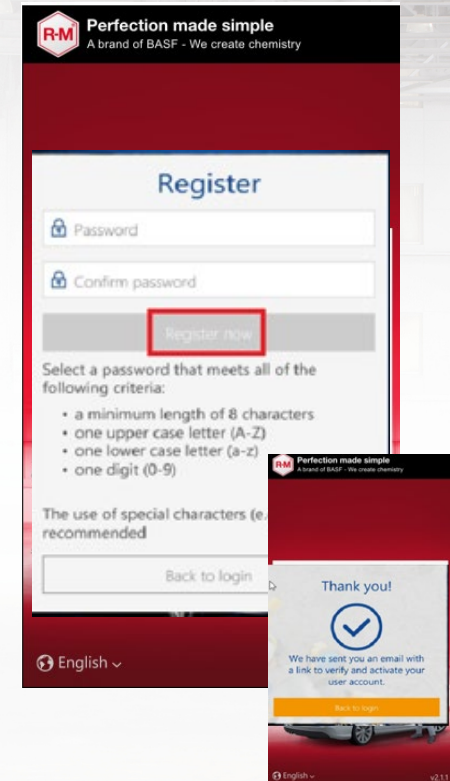 R-M
Perfection made simple
A brand of BASF - We create chemistry
Register
Password
Confirm password
Register now
Select a password that meets all of the
following criteria:
• a minimum length of 8 characters
• one upper case letter (A-Z)
• one lower case letter (a-z)
• one digit (0-9)
The use of special characters (e.
recommended
Back to login
English
R-M
Perfection made simple
A brand of BASF - We create chemistry
Thank you!
We have sent you an email with
a link to verify and activate your
user account.
Back to login
English
v2.1.1